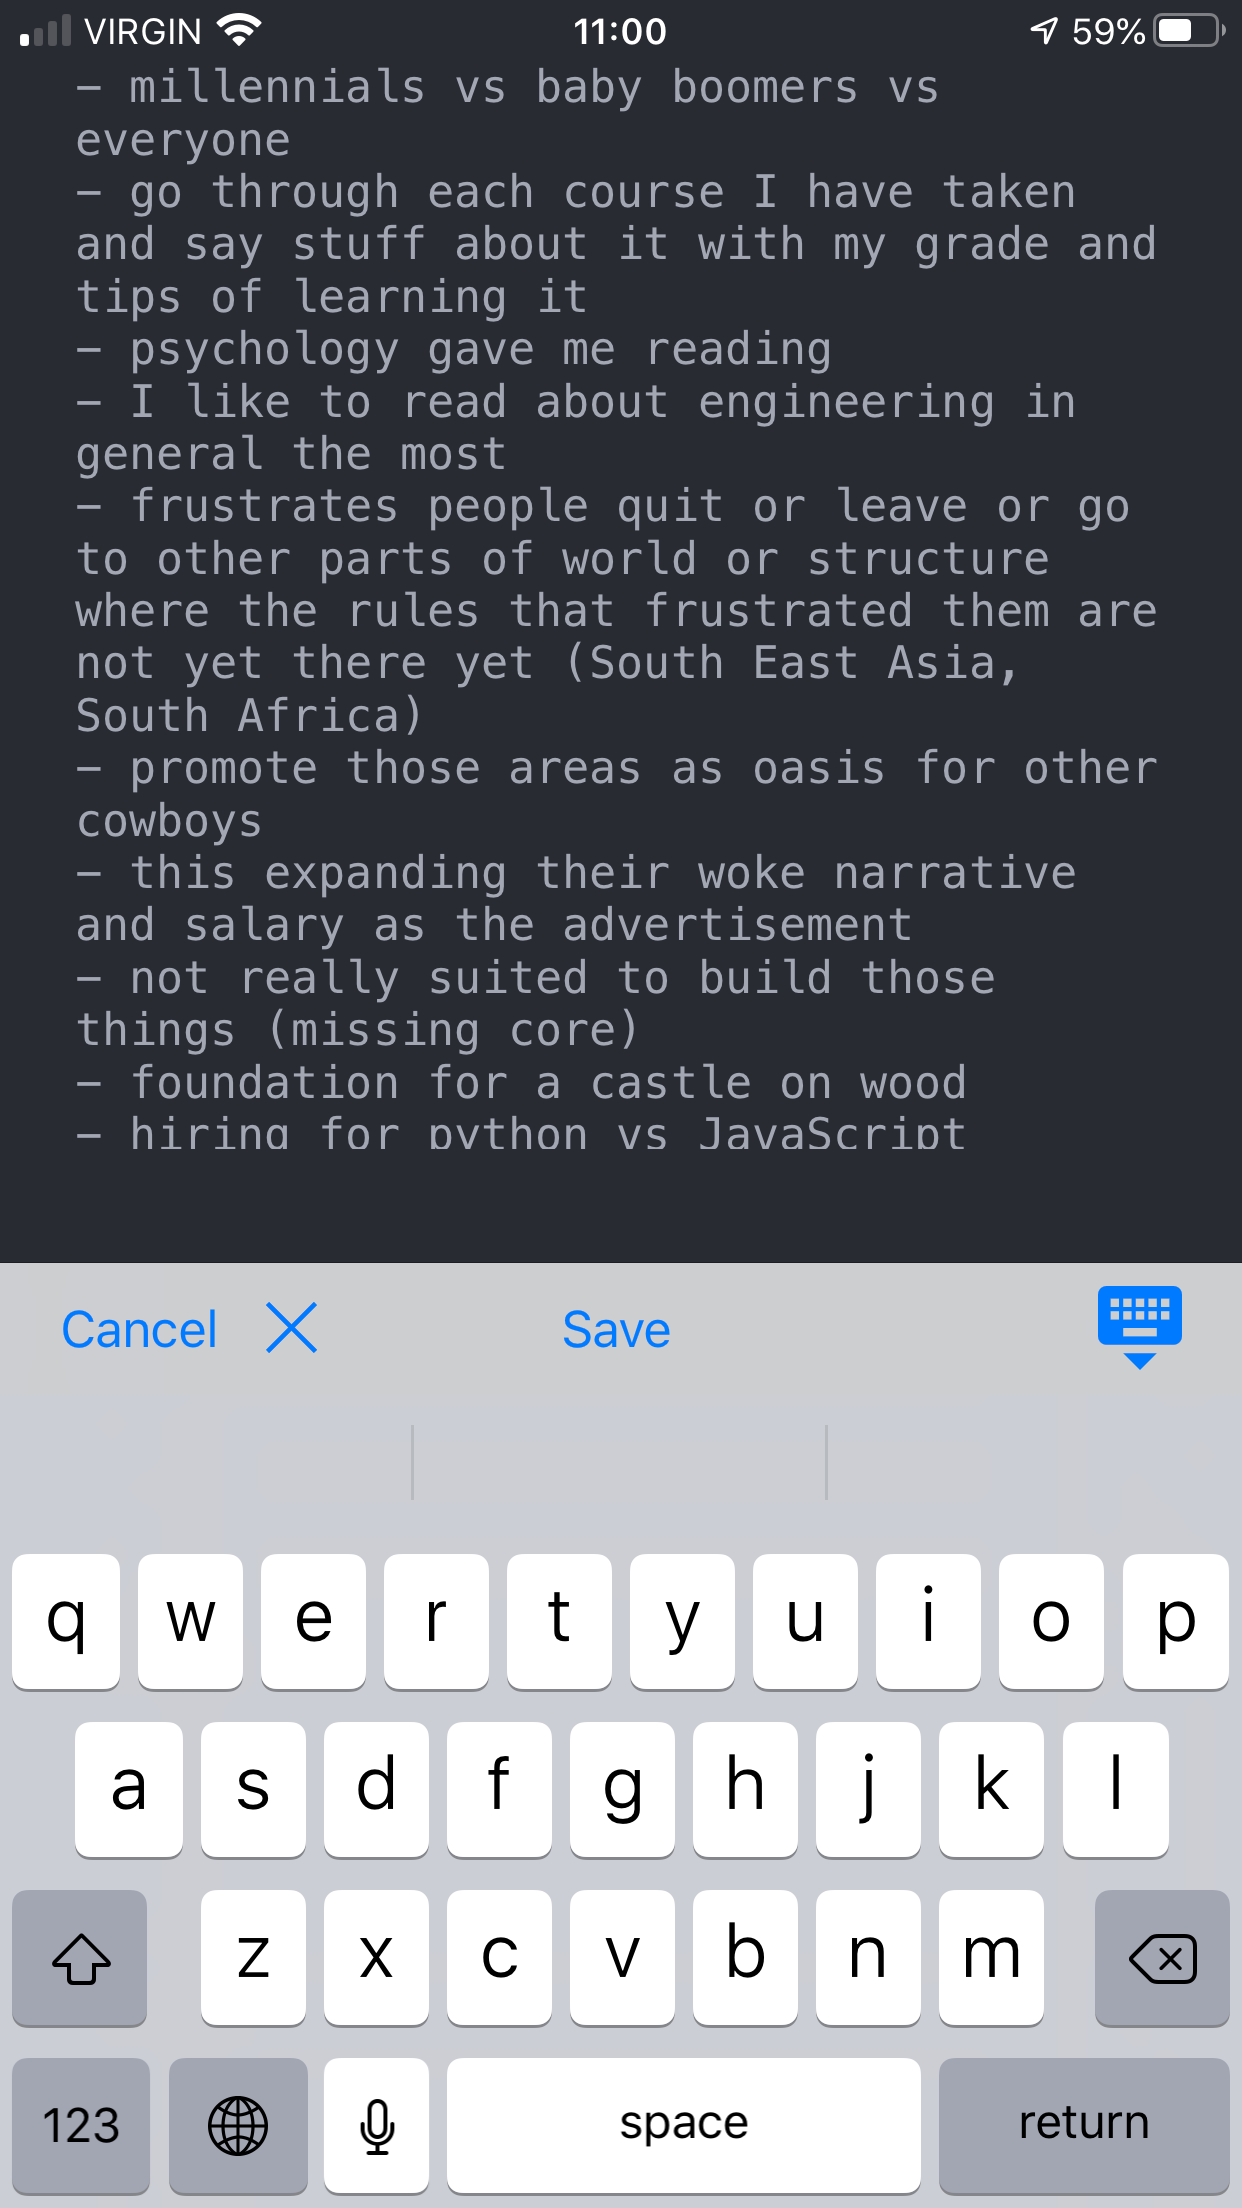 VIRGIN 11:00 59%
– millennials vs baby boomers vs
everyone
– go through each course I have taken
and say stuff about it with my grade and
tips of learning it
– psychology gave me reading
– I like to read about engineering in
general the most
– frustrates people quit or leave or go
to other parts of world or structure
where the rules that frustrated them are
not yet there yet (South East Asia,
South Africa)
– promote those areas as oasis for other
cowboys
– this expanding their woke narrative
and salary as the advertisement
– not really suited to build those
things (missing core)
– foundation for a castle on wood
– hiring for python vs JavaScript
Cancel Save
q w e r t y u i o p
a s d f g h j k l
z x c v b n m
123 space return